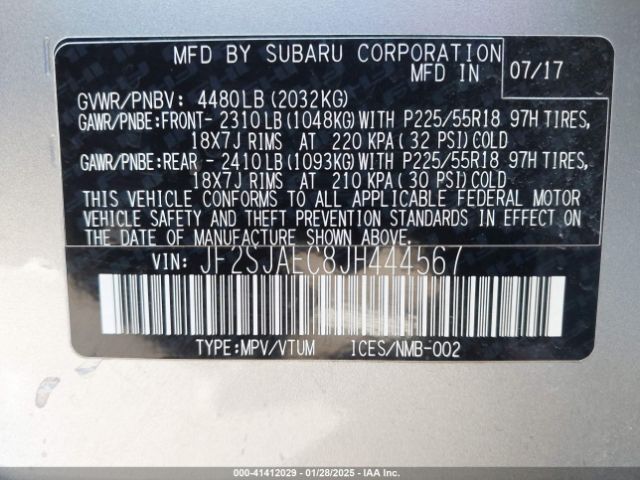 MFD BY SUBARU CORPORATION
MFD IN 07/17
GVWR/PNBV: 4480LB (2032KG)
GAWR/PNBE:FRONT- 2310LB (1048KG)WITH P225/55R18 97H TIRES,
18X7J RIMS AT 220 KPA (32 PSI)COLD
GAWR/PNBE:REAR - 2410LB (1093KG)WITH P225/55R18 97H TIRES,
18X7J RIMS AT 210 KPA (30 PSI)COLD
THIS VEHICLE CONFORMS TO ALL APPLICABLE FEDERAL MOTOR
VEHICLE SAFETY AND THEFT PREVENTION STANDARDS IN EFFECT ON
THE DATE OF MANUFACTURE SHOWN ABOVE.
VIN: JF2SJAEC8JH444567
TYPE:MPV/VTUM ICES/NMB-002
©-41412029 - 01/28/2025 - IAA Inc.